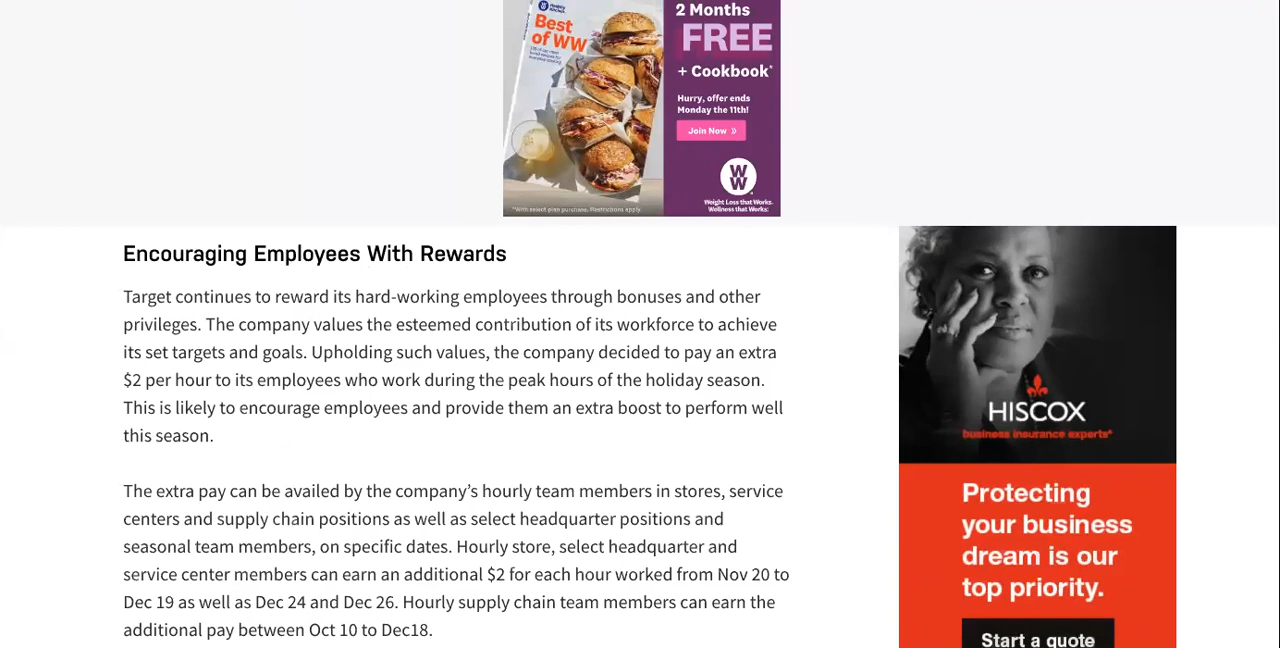 Healthy
Kitchen
Best
of WW
2 Months
FREE
+ Cookbook*
Hurry, offer ends
Monday the 11th!
Join Now »
W
W
Weight Loss that Works.
Wellness that Works.
*With select plan purchase. Restrictions apply.
Encouraging Employees With Rewards
Target continues to reward its hard-working employees through bonuses and other
privileges. The company values the esteemed contribution of its workforce to achieve
its set targets and goals. Upholding such values, the company decided to pay an extra
$2 per hour to its employees who work during the peak hours of the holiday season.
This is likely to encourage employees and provide them an extra boost to perform well
this season.
The extra pay can be availed by the company’s hourly team members in stores, service
centers and supply chain positions as well as select headquarter positions and
seasonal team members, on specific dates. Hourly store, select headquarter and
service center members can earn an additional $2 for each hour worked from Nov 20 to
Dec 19 as well as Dec 24 and Dec 26. Hourly supply chain team members can earn the
additional pay between Oct 10 to Dec18.
HISCOX
business insurance experts*
Protecting
your business
dream is our
top priority.
Start a quote